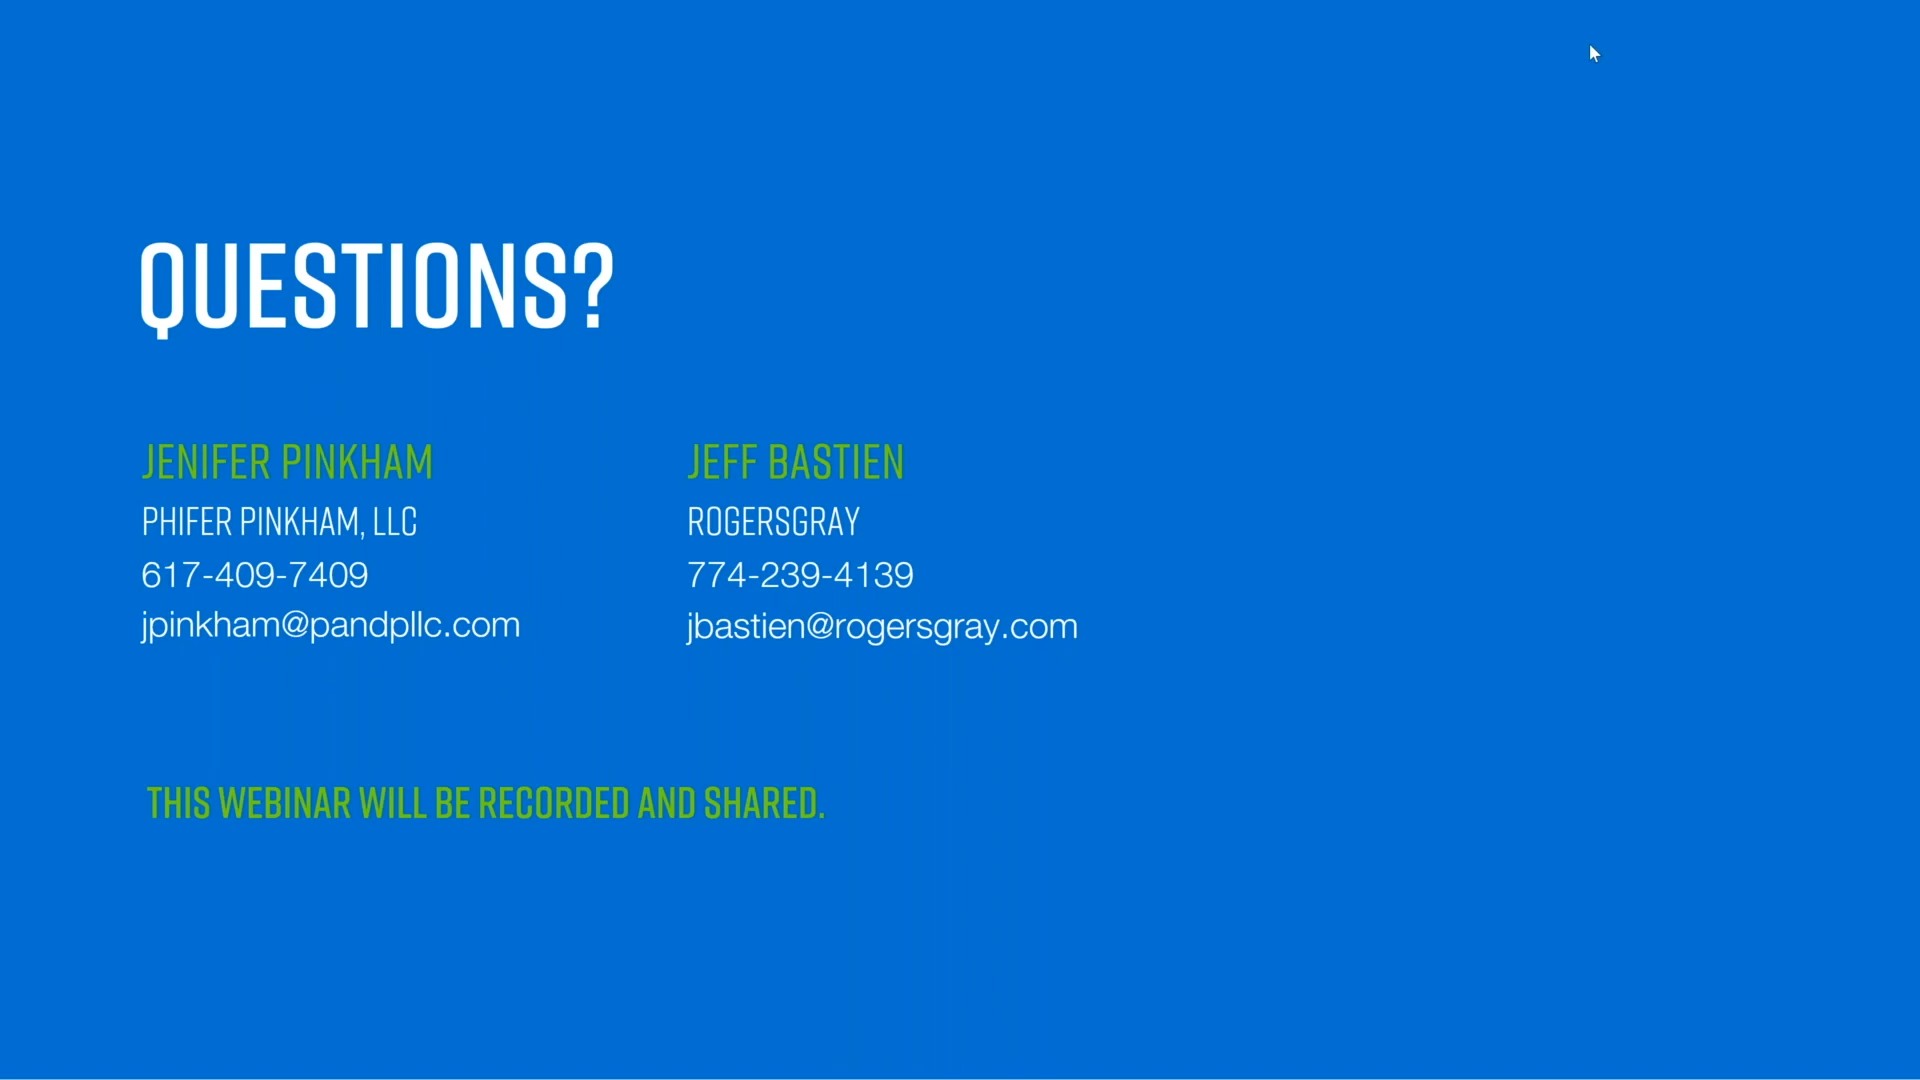 QUESTIONS?
JENIFER PINKHAM
PHIFER PINKHAM, LLC
617-409-7409
jpinkham@pandpllc.com
JEFF BASTIEN
ROGERSGRAY
774-239-4139
jbastien@rogersgray.com
THIS WEBINAR WILL BE RECORDED AND SHARED.